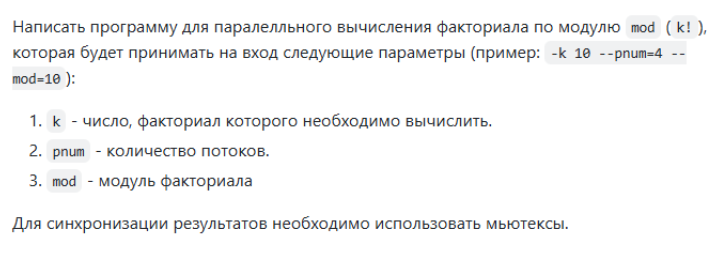 Написать программу для паралелльного вычисления факториала по модулю mod ( k! ),
которая будет принимать на вход следующие параметры (пример: -k 10 --pnum=4 --
mod=10 ):
1. k - число, факториал которого необходимо вычислить.
2. pnum - количество потоков.
3. mod - модуль факториала
Для синхронизации результатов необходимо использовать мьютексы.